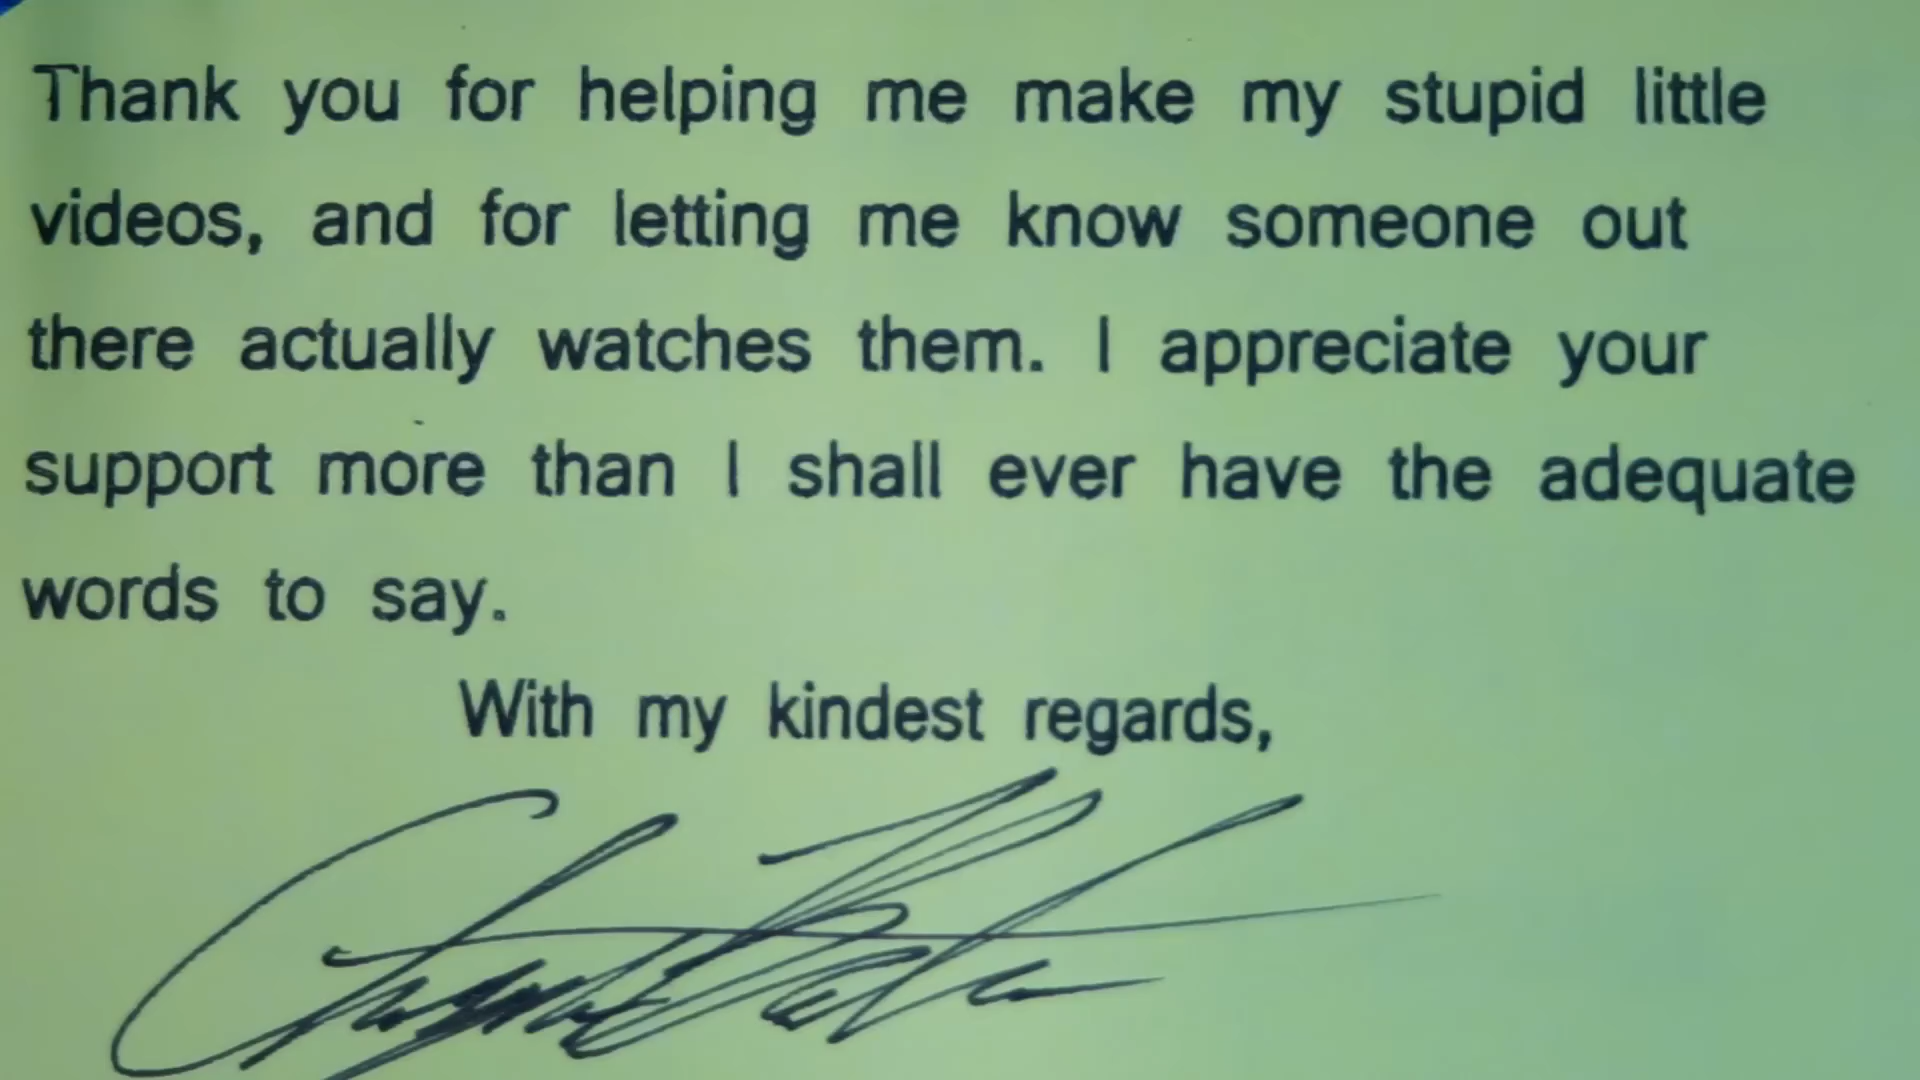 Thank you for helping me make my stupid little
videos, and for letting me know someone out
there actually watches them. I appreciate your
support more than I shall ever have the adequate
words to say.
With my kindest regards,